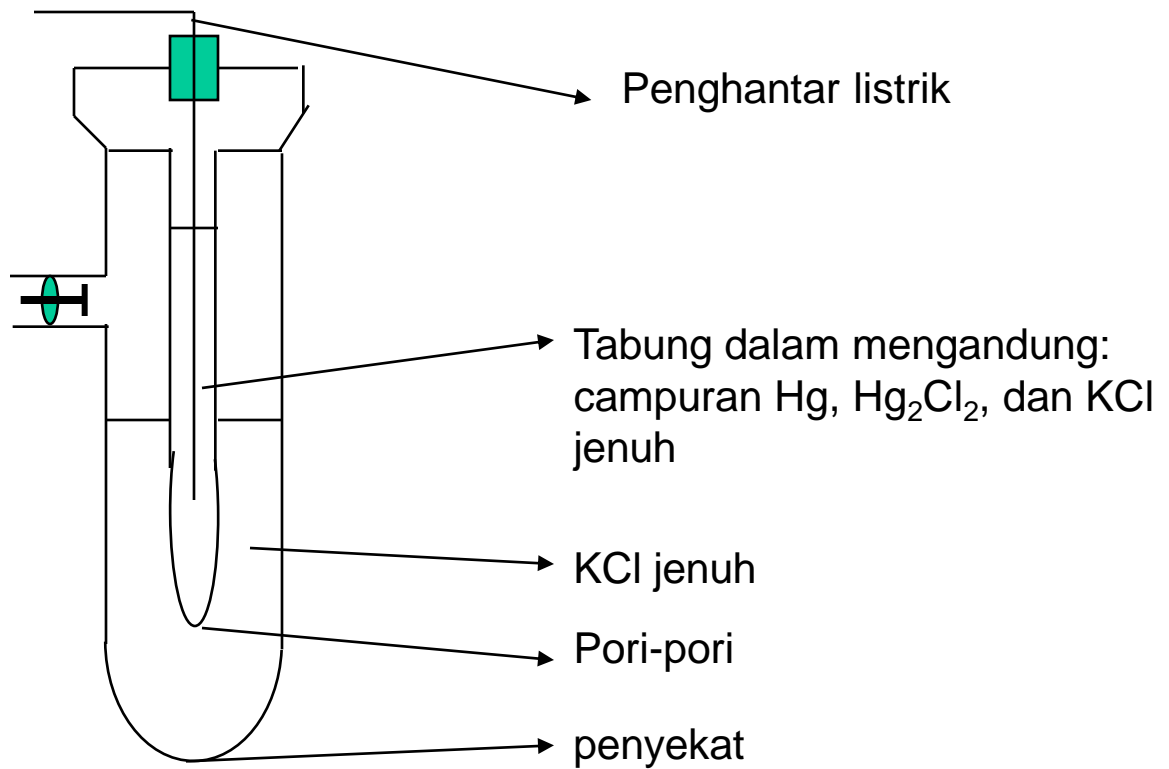 Penghantar listrik
Tabung dalam mengandung:
campuran Hg, Hg₂Cl₂, dan KCl
jenuh
KCl jenuh
Pori-pori
penyekat